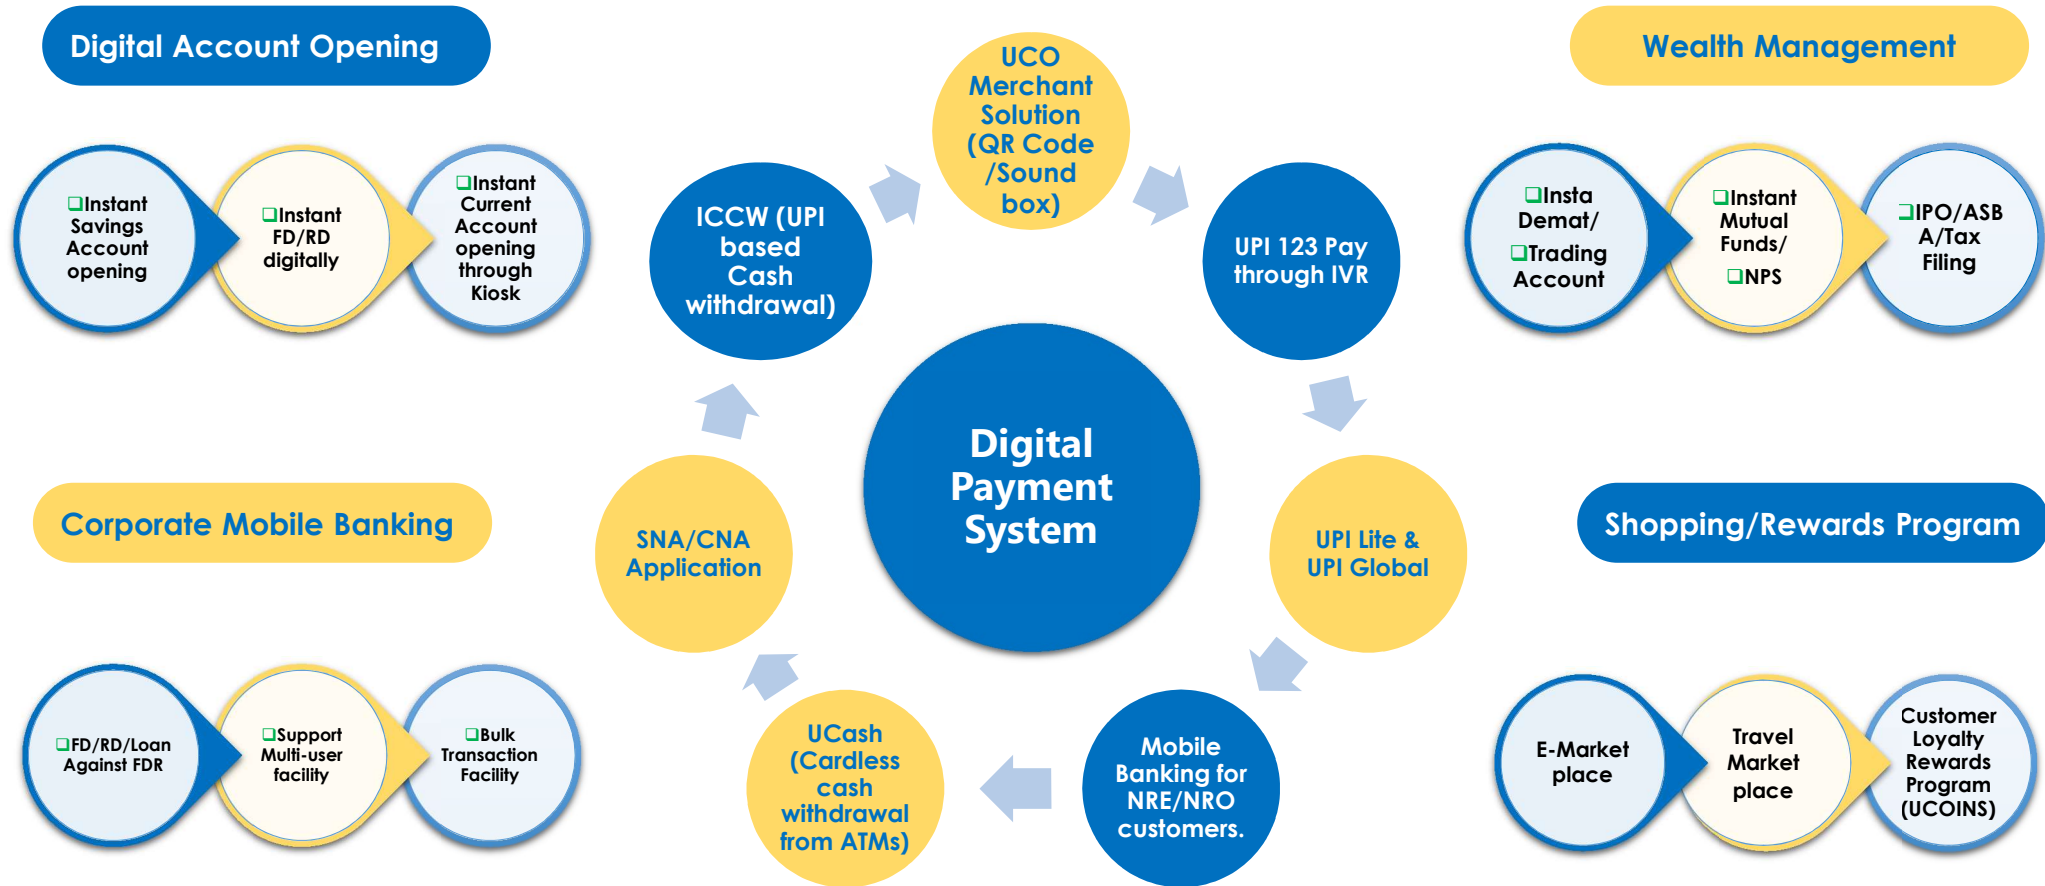 Digital Account Opening
❑Instant
Savings
Account
opening
❑Instant
FD/RD
digitally
❑Instant
Current
Account
opening
through
Kiosk
Corporate Mobile Banking
❑FD/RD/Loan
Against FDR
❑Support
Multi-user
facility
❑Bulk
Transaction
Facility
UCO
Merchant
Solution
(QR Code
/Sound
box)
UPI 123 Pay
through IVR
UPI Lite &
UPI Global
Mobile
Banking for
NRE/NRO
customers.
UCash
(Cardless
cash
withdrawal
from ATMs)
SNA/CNA
Application
ICCW (UPI
based
Cash
withdrawal)
Digital
Payment
System
Wealth Management
❑Insta
Demat/
❑Trading
Account
❑Instant
Mutual
Funds/
❑NPS
❑IPO/ASB
A/Tax
Filing
Shopping/Rewards Program
E-Market
place
Travel
Market
place
Customer
Loyalty
Rewards
Program
(UCOINS)